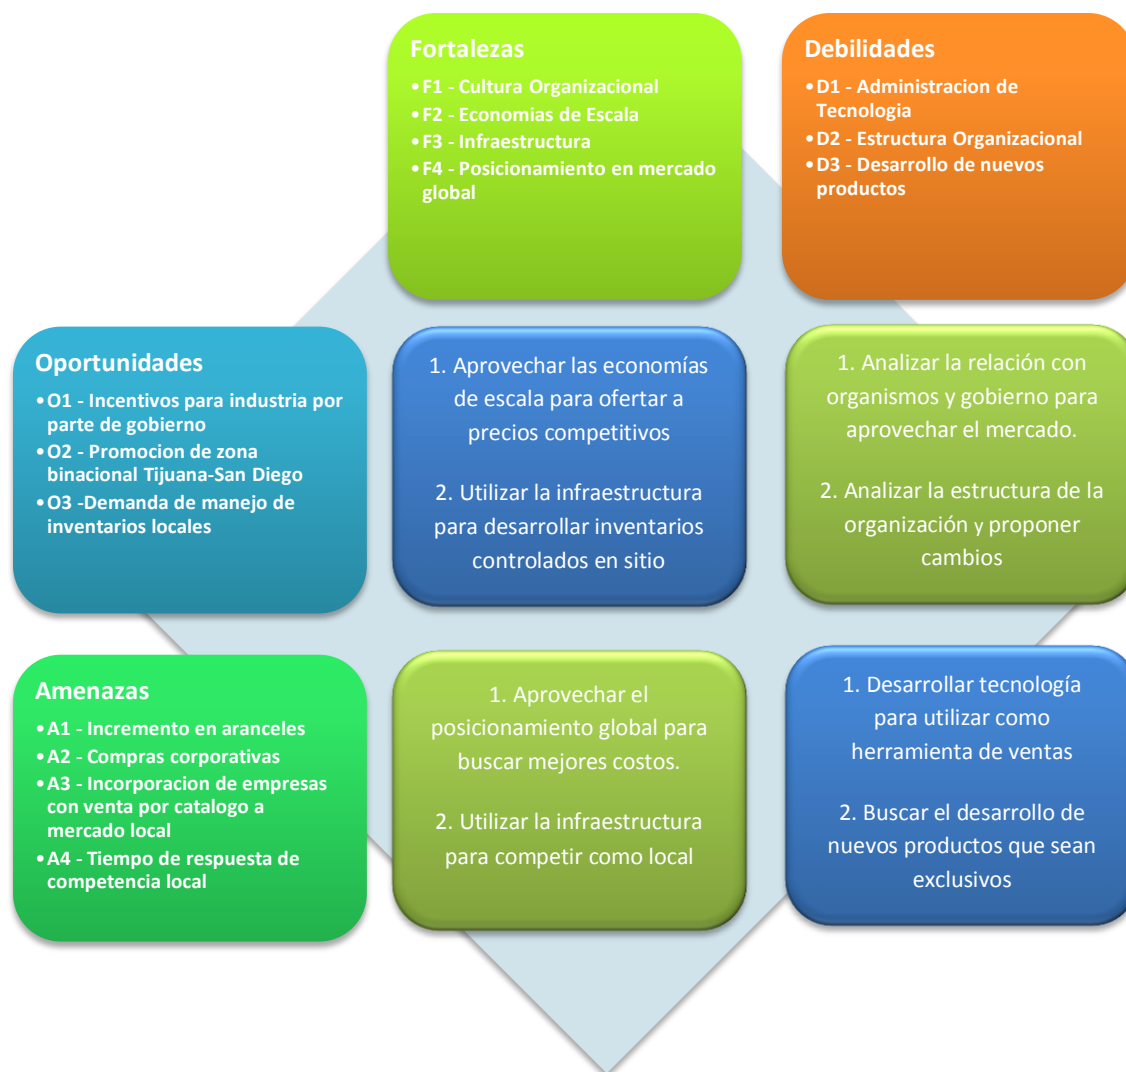 Fortalezas
•F1 - Cultura Organizacional
•F2 - Economias de Escala
•F3 - Infraestructura
•F4 - Posicionamiento en mercado
global
Debilidades
•D1 - Administracion de
Tecnologia
•D2 - Estructura Organizacional
•D3 - Desarrollo de nuevos
productos
Oportunidades
•O1 - Incentivos para industria por
parte de gobierno
•O2 - Promocion de zona
binacional Tijuana-San Diego
•O3 -Demanda de manejo de
inventarios locales
1. Aprovechar las economías
de escala para ofertar a
precios competitivos
2. Utilizar la infraestructura
para desarrollar inventarios
controlados en sitio
1. Analizar la relación con
organismos y gobierno para
aprovechar el mercado.
2. Analizar la estructura de la
organización y proponer
cambios
Amenazas
•A1 - Incremento en aranceles
•A2 - Compras corporativas
•A3 - Incorporacion de empresas
con venta por catalogo a
mercado local
•A4 - Tiempo de respuesta de
competencia local
1. Aprovechar el
posicionamiento global para
buscar mejores costos.
2. Utilizar la infraestructura
para competir como local
1. Desarrollar tecnología
para utilizar como
herramienta de ventas
2. Buscar el desarrollo de
nuevos productos que sean
exclusivos